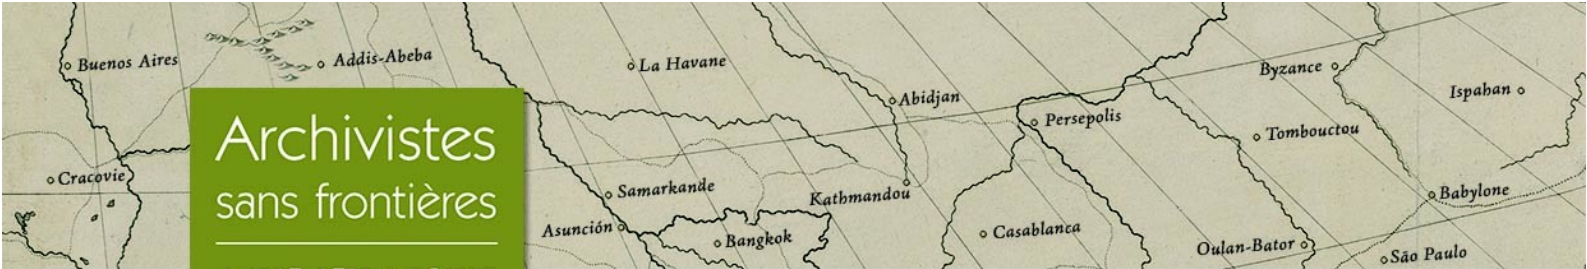 Buenos Aires
Addis-Abeba
La Havane
Byzance
Ispahan
Abidjan
Persepolis
Tombouctou
Archivistes
sans frontières
Cracovie
Samarkande
Kathmandou
Babylone
Asunción
Bangkok
Casablanca
Oulan-Bator
São Paulo